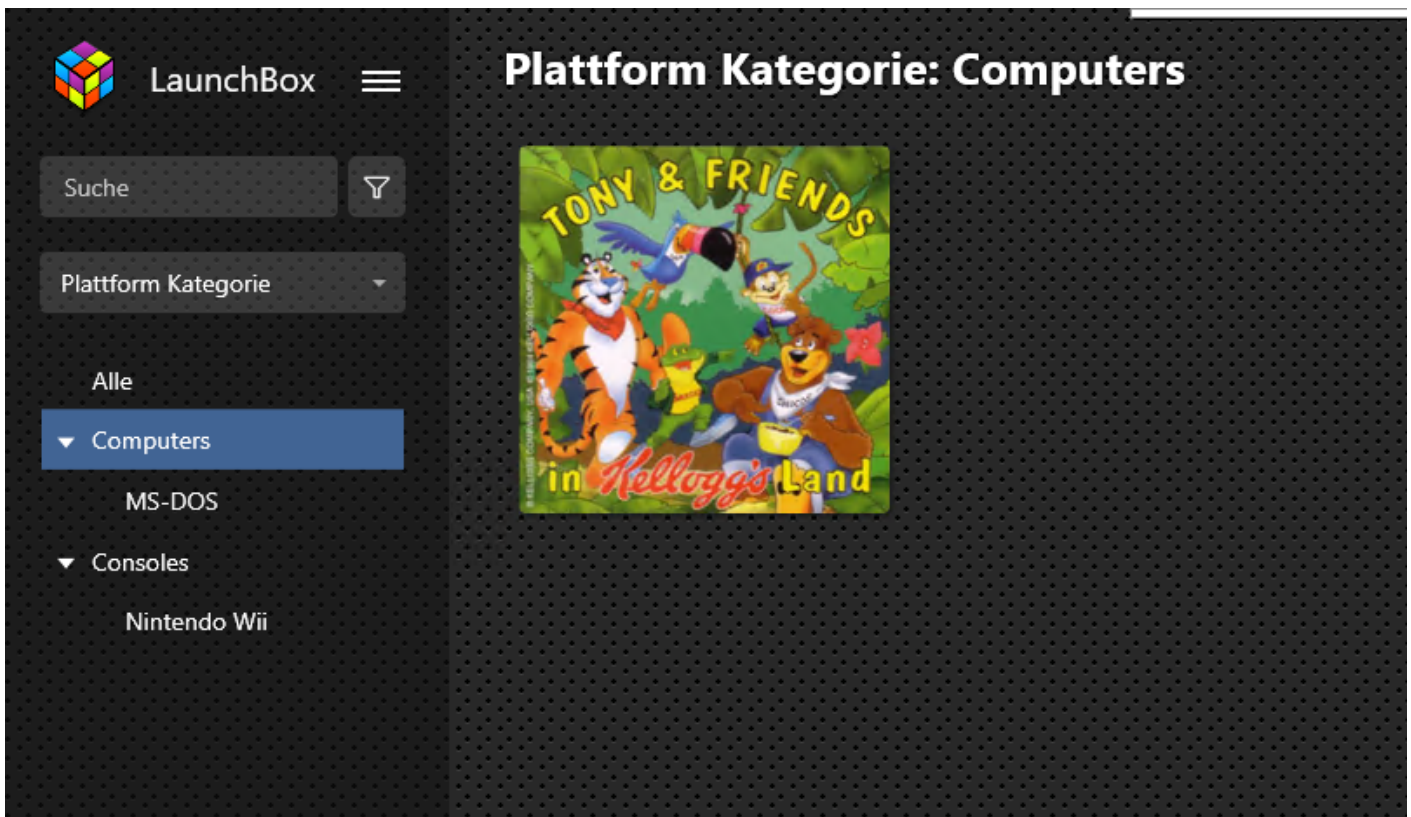 LaunchBox
Plattform Kategorie: Computers
Suche
Plattform Kategorie
Alle
Computers
MS-DOS
Consoles
Nintendo Wii
TONY & FRIENDS
in Kellogg's Land